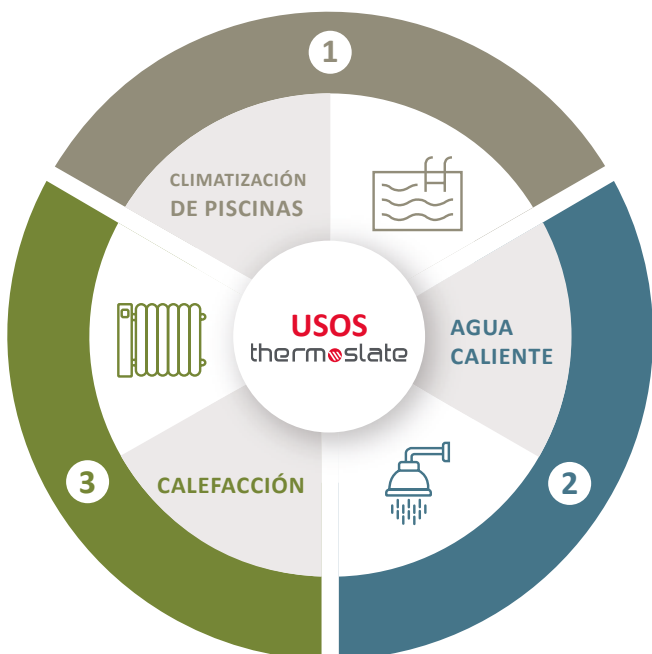 1
CLIMATIZACIÓN
DE PISCINAS
USOS
thermoslate
AGUA
CALIENTE
2
3
CALEFACCIÓN